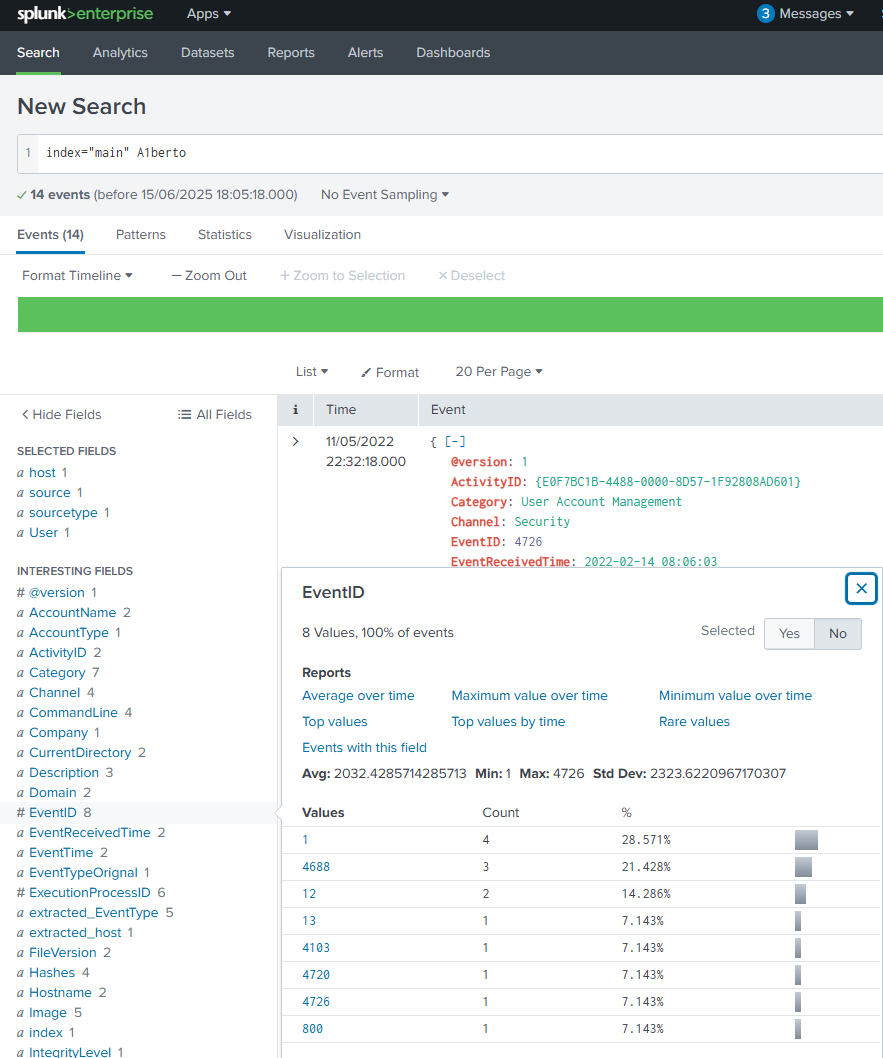 splunk>enterprise Apps 3 Messages
Search Analytics Datasets Reports Alerts Dashboards
New Search
1 index="main" A1berto
✓ 14 events (before 15/06/2025 18:05:18.000) No Event Sampling
Events (14) Patterns Statistics Visualization
Format Timeline — Zoom Out + Zoom to Selection × Deselect
List Format 20 Per Page
< Hide Fields All Fields
i Time Event
SELECTED FIELDS
a host 1
a source 1
a sourcetype 1
a User 1
INTERESTING FIELDS
# @version 1
a AccountName 2
a AccountType 1
a ActivityID 2
a Category 7
a Channel 4
a CommandLine 4
a Company 1
a CurrentDirectory 2
a Description 3
a Domain 2
# EventID 8
a EventReceivedTime 2
a EventTime 2
a EventTypeOrignal 1
# ExecutionProcessID 6
a extracted_EventType 5
a extracted_host 1
a FileVersion 2
a Hashes 4
a Hostname 2
a Image 5
a index 1
a IntegrityLevel 1
> 11/05/2022
22:32:18.000
{ [-]
@version: 1
ActivityID: {E0F7BC1B-4488-0000-8D57-1F92808AD601}
Category: User Account Management
Channel: Security
EventID: 4726
EventReceivedTime: 2022-02-14 08:06:03
EventID ×
8 Values, 100% of events Selected Yes No
Reports
Average over time Maximum value over time Minimum value over time
Top values Top values by time Rare values
Events with this field
Avg: 2032.4285714285713 Min: 1 Max: 4726 Std Dev: 2323.6220967170307
Values Count %
1 4 28.571%
4688 3 21.428%
12 2 14.286%
13 1 7.143%
4103 1 7.143%
4720 1 7.143%
4726 1 7.143%
800 1 7.143%